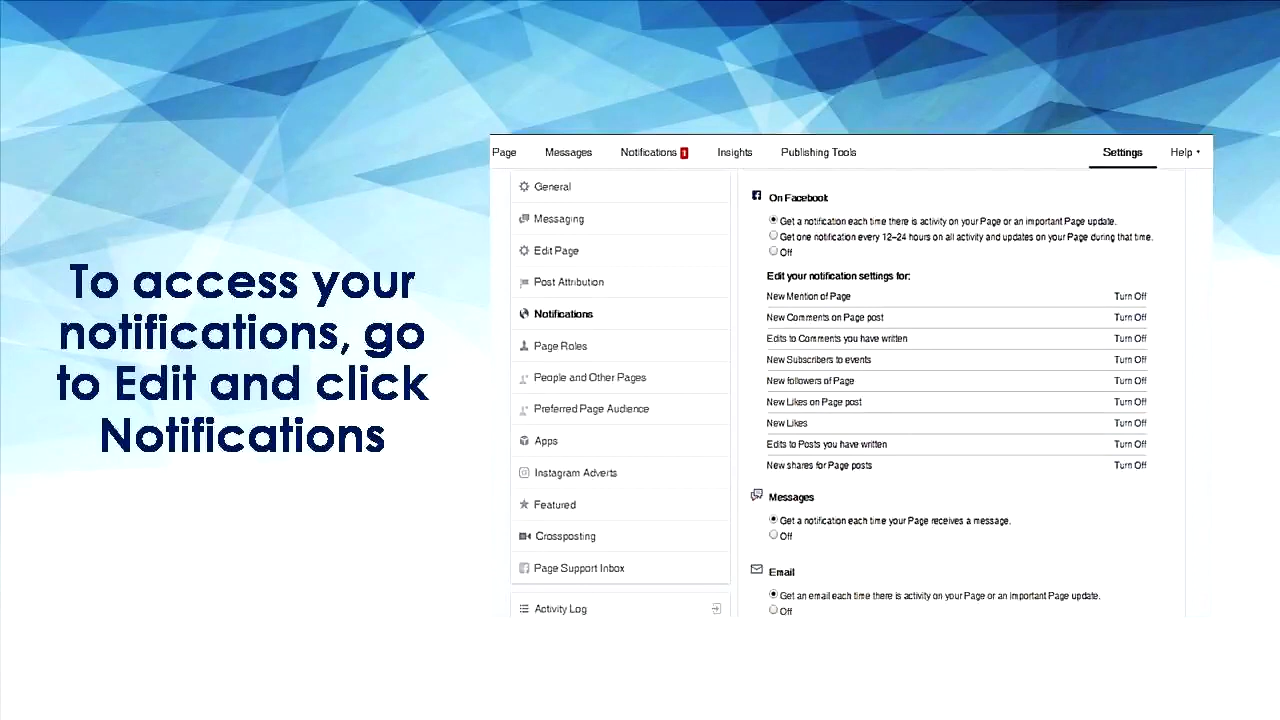 To access your
notifications, go
to Edit and click
Notifications
Page Messages Notifications 1 Insights Publishing Tools Settings Help
General
Messaging
Edit Page
Post Attribution
Notifications
Page Roles
People and Other Pages
Preferred Page Audience
Apps
Instagram Adverts
Featured
Crossposting
Page Support Inbox
Activity Log
On Facebook
Get a notification each time there is activity on your Page or an important Page update.
Get one notification every 12–24 hours on all activity and updates on your Page during that time.
Off
Edit your notification settings for:
New Mention of Page Turn Off
New Comments on Page post Turn Off
Edits to Comments you have written Turn Off
New Subscribers to events Turn Off
New followers of Page Turn Off
New Likes on Page post Turn Off
New Likes Turn Off
Edits to Posts you have written Turn Off
New shares for Page posts Turn Off
Messages
Get a notification each time your Page receives a message.
Off
Email
Get an email each time there is activity on your Page or an important Page update.
Off